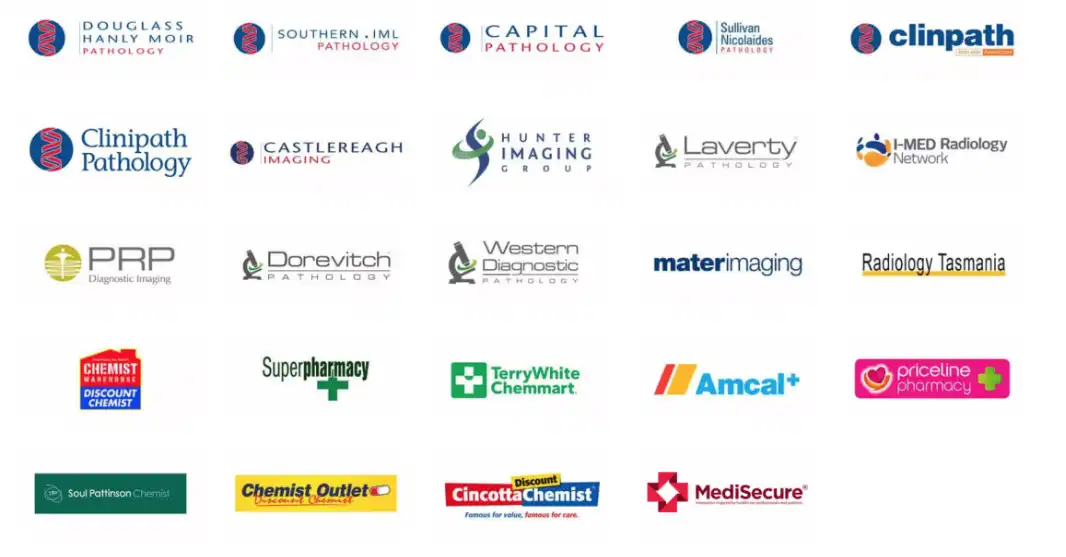 DOUGLASS
HANLY MOIR
PATHOLOGY
SOUTHERN.IML
PATHOLOGY
CAPITAL
PATHOLOGY
Sullivan
Nicolaides
PATHOLOGY
clinpath
Clinipath
Pathology
CASTLEREAGH
IMAGING
HUNTER
IMAGING
GROUP
Laverty
PATHOLOGY
I-MED Radiology
Network
PRP
Diagnostic Imaging
Dorevitch
PATHOLOGY
Western
Diagnostic
PATHOLOGY
materimaging
Radiology Tasmania
CHEMIST
WAREHOUSE
DISCOUNT
CHEMIST
Superpharmacy
TerryWhite
Chemmart
Amcal+
priceline
pharmacy
Soul Pattinson Chemist
Chemist Outlet
Discount Chemist
Discount
CincottaChemist
Famous for value, famous for care.
MediSecure®